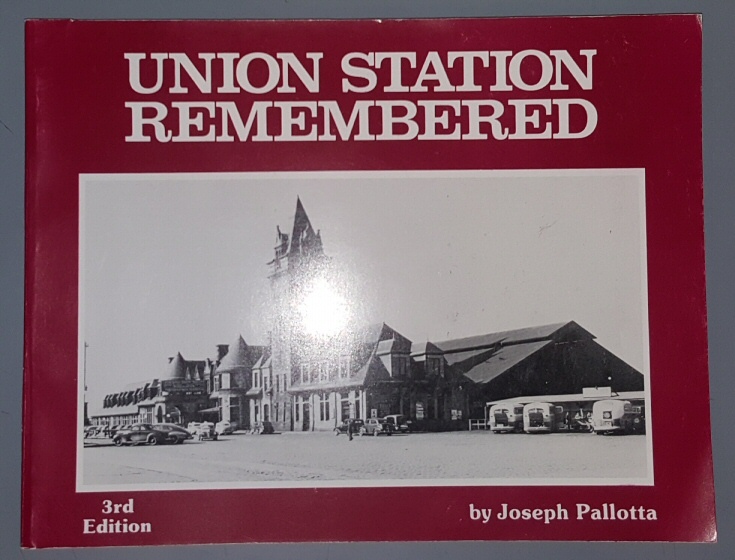 UNION STATION
REMEMBERED
3rd
Edition
by Joseph Pallotta